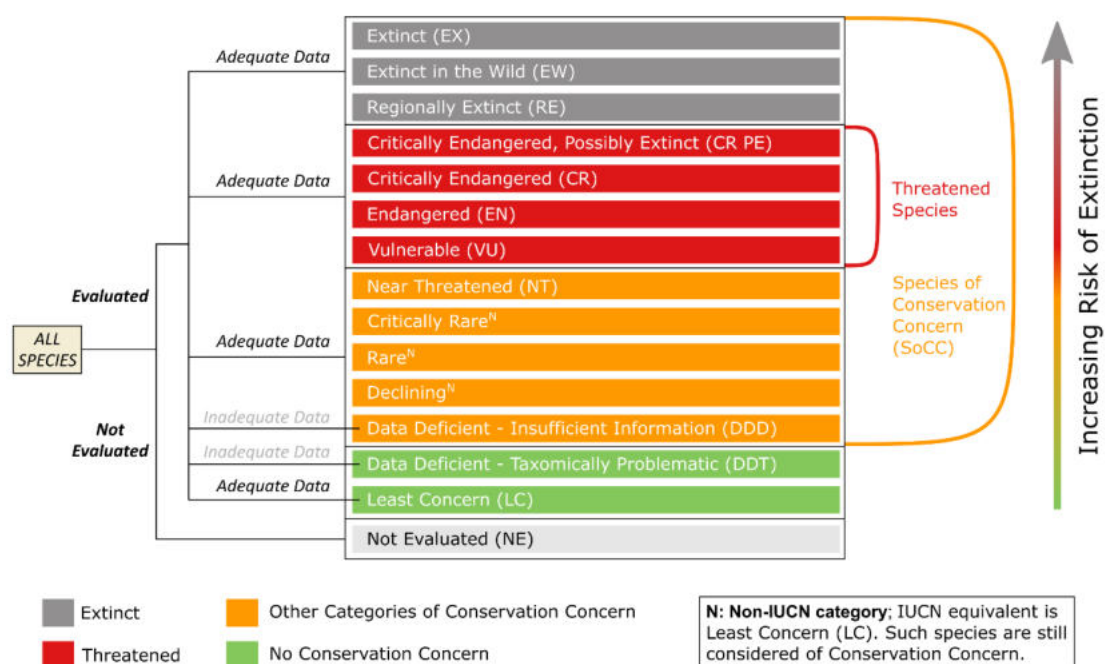 Adequate Data
Extinct (EX)
Extinct in the Wild (EW)
Regionally Extinct (RE)
Adequate Data
Critically Endangered, Possibly Extinct (CR PE)
Critically Endangered (CR)
Endangered (EN)
Vulnerable (VU)
Threatened
Species
Evaluated
ALL
SPECIES
Not
Evaluated
Adequate Data
Near Threatened (NT)
Critically Rareᴺ
Rareᴺ
Decliningᴺ
Inadequate Data
Data Deficient - Insufficient Information (DDD)
Species of
Conservation
Concern
(SoCC)
Inadequate Data
Data Deficient - Taxomically Problematic (DDT)
Adequate Data
Least Concern (LC)
Not Evaluated (NE)
Increasing Risk of Extinction
Extinct
Threatened
Other Categories of Conservation Concern
No Conservation Concern
N: Non-IUCN category; IUCN equivalent is
Least Concern (LC). Such species are still
considered of Conservation Concern.